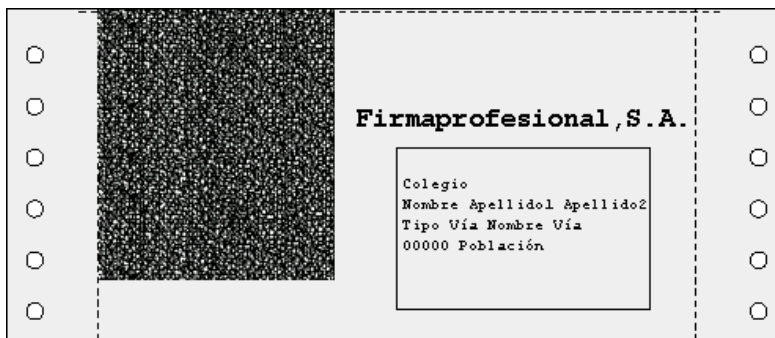 Firmaprofesional,S.A.
Colegio
Nombre Apellido1 Apellido2
Tipo Vía Nombre Vía
00000 Población